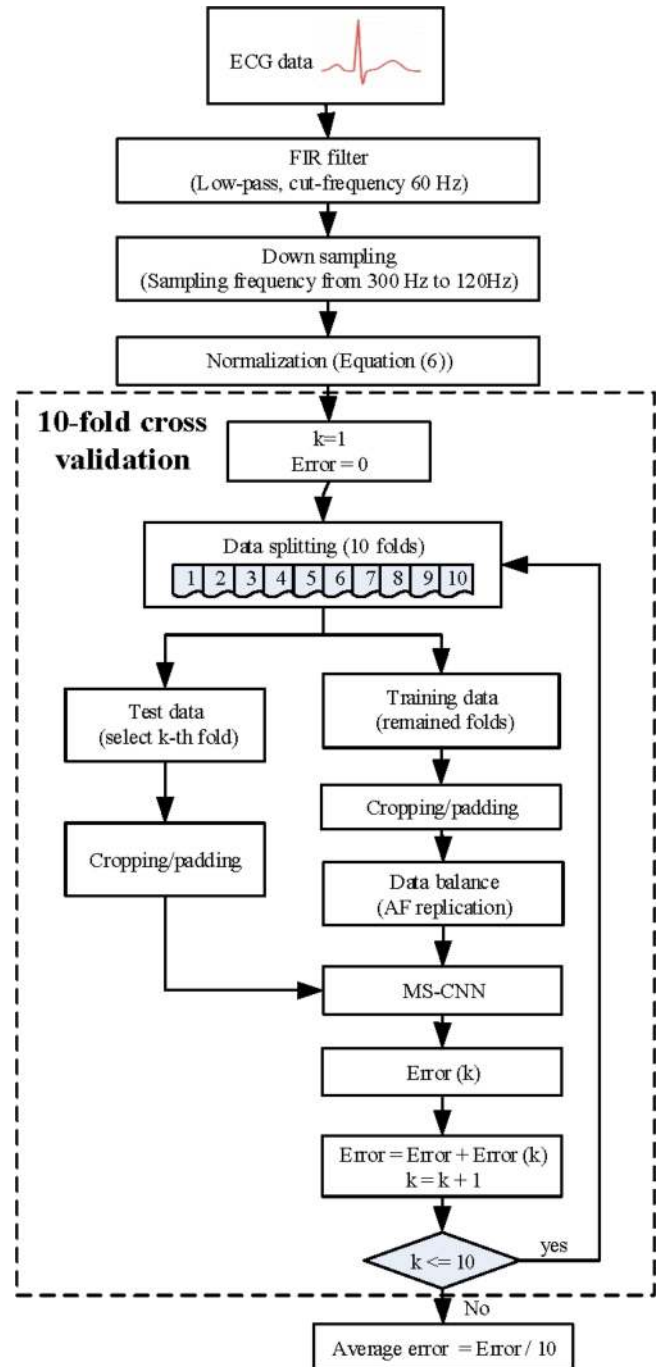 ECG data
FIR filter
(Low-pass, cut-frequency 60 Hz)
Down sampling
(Sampling frequency from 300 Hz to 120Hz)
Normalization (Equation (6))
10-fold cross
validation
k=1
Error = 0
Data splitting (10 folds)
1 2 3 4 5 6 7 8 9 10
Test data
(select k-th fold)
Training data
(remained folds)
Cropping/padding
Cropping/padding
Data balance
(AF replication)
MS-CNN
Error (k)
Error = Error + Error (k)
k = k + 1
k <= 10
yes
No
Average error = Error / 10